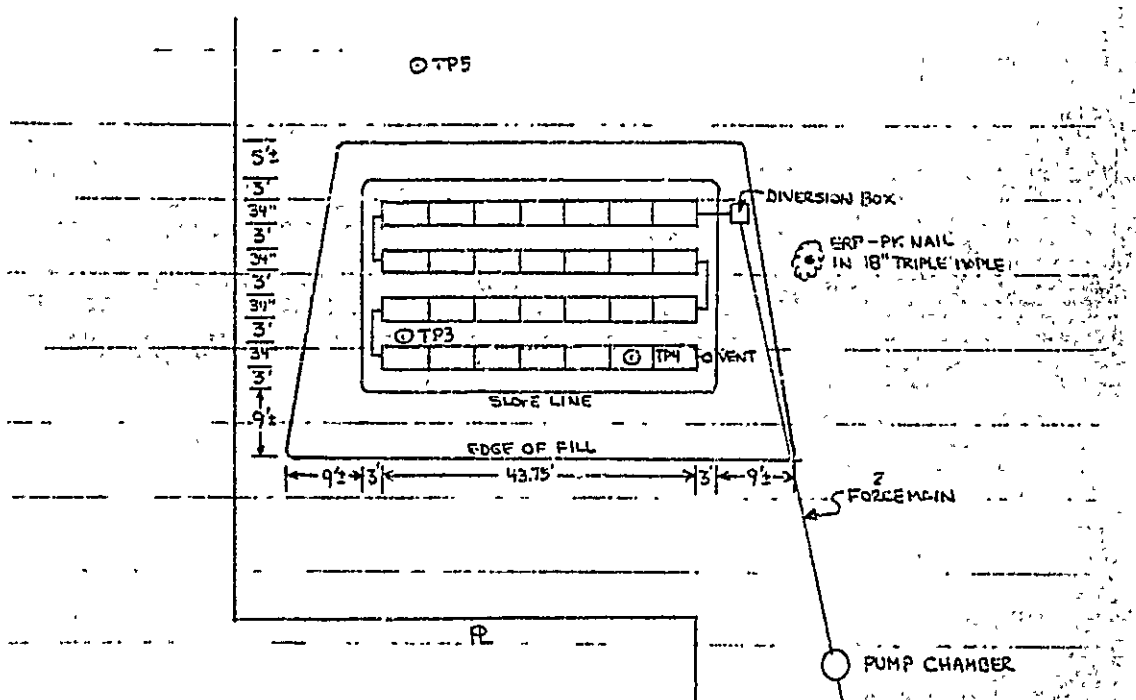 TP5
5'±
3'
34"
3'
34"
3'
34"
3'
34
3'
9'±
DIVERSION BOX
ERP-PK NAIL
IN 18" TRIPLE MAPLE
TP3
TP4
VENT
SLOPE LINE
EDGE OF FILL
9'± 3' 43.75' 3' 9'±
2
FORCEMAIN
PL
PUMP CHAMBER